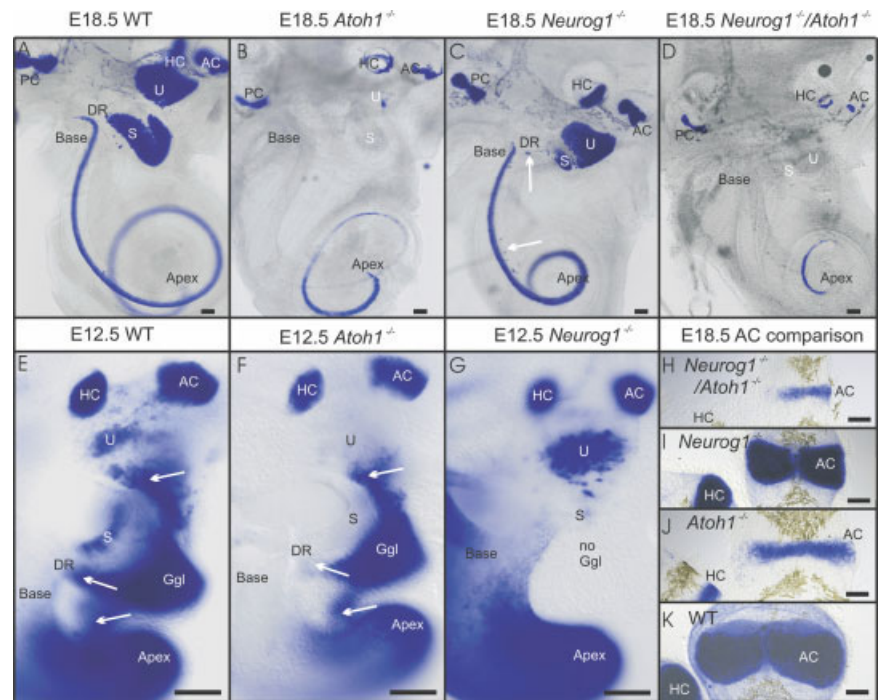 E18.5 WT
E18.5 Atoh1-/-
E18.5 Neurog1-/-
E18.5 Neurog1-/-/Atoh1-/-
A
HC
AC
PC
U
DR
S
Base
Apex
B
HC
AC
PC
U
Base
S
Apex
C
PC
HC
AC
DR
Base
S
U
Apex
D
HC
AC
PC
U
S
Base
Apex
E12.5 WT
E12.5 Atoh1-/-
E12.5 Neurog1-/-
E18.5 AC comparison
E
HC
AC
U
S
DR
Base
Ggl
Apex
F
HC
AC
U
S
DR
Ggl
Base
Apex
G
HC
AC
U
S
Base
no
Ggl
Apex
H Neurog1-/-
/Atoh1-/-
AC
HC
I Neurog1
AC
HC
J Atoh1-/-
AC
HC
K WT
AC
HC